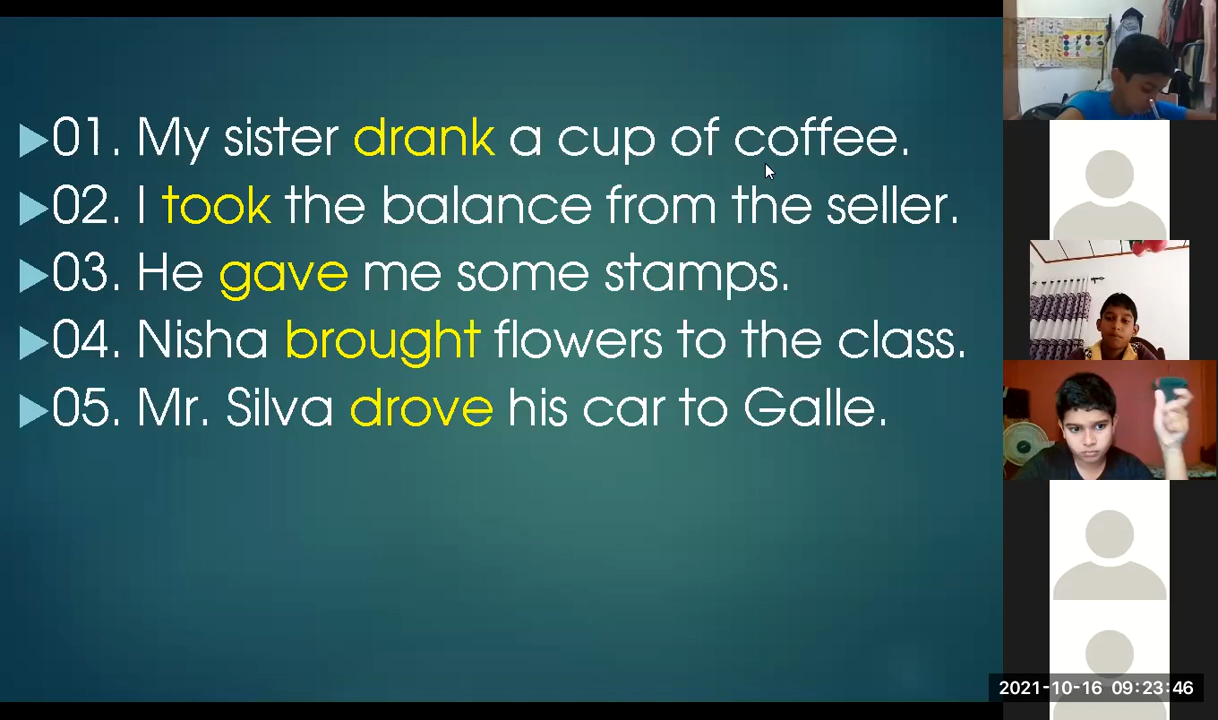 01. My sister drank a cup of coffee.
02. I took the balance from the seller.
03. He gave me some stamps.
04. Nisha brought flowers to the class.
05. Mr. Silva drove his car to Galle.
2021-10-16 09:23:46